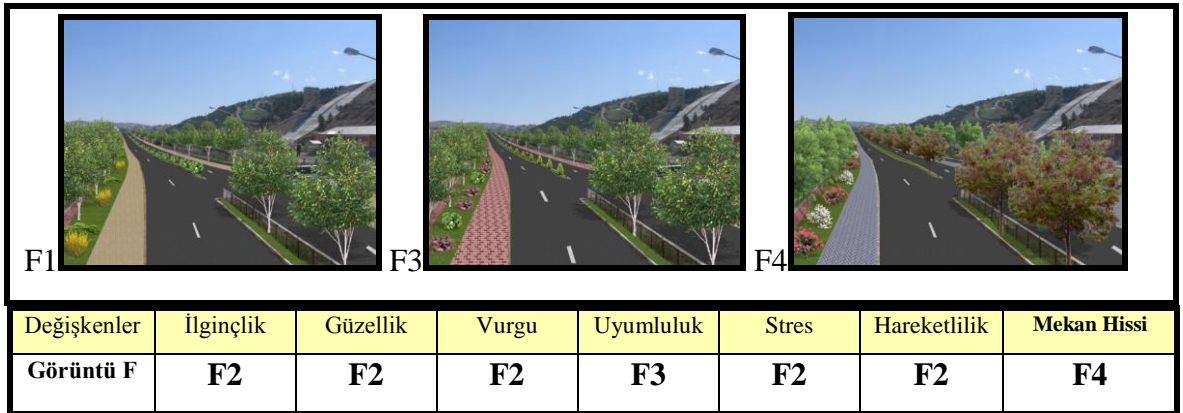 F1 F3 F4
Değişkenler İlginçlik Güzellik Vurgu Uyumluluk Stres Hareketlilik Mekan Hissi
Görüntü F F2 F2 F2 F3 F2 F2 F4